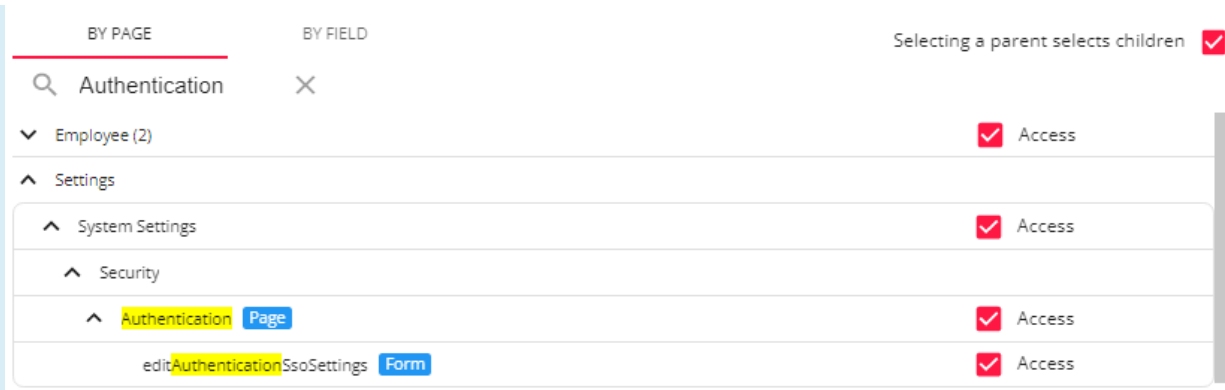 BY PAGE BY FIELD Selecting a parent selects children
Authentication
Employee (2) Access
Settings
System Settings Access
Security
Authentication Page Access
editAuthenticationSsoSettings Form Access